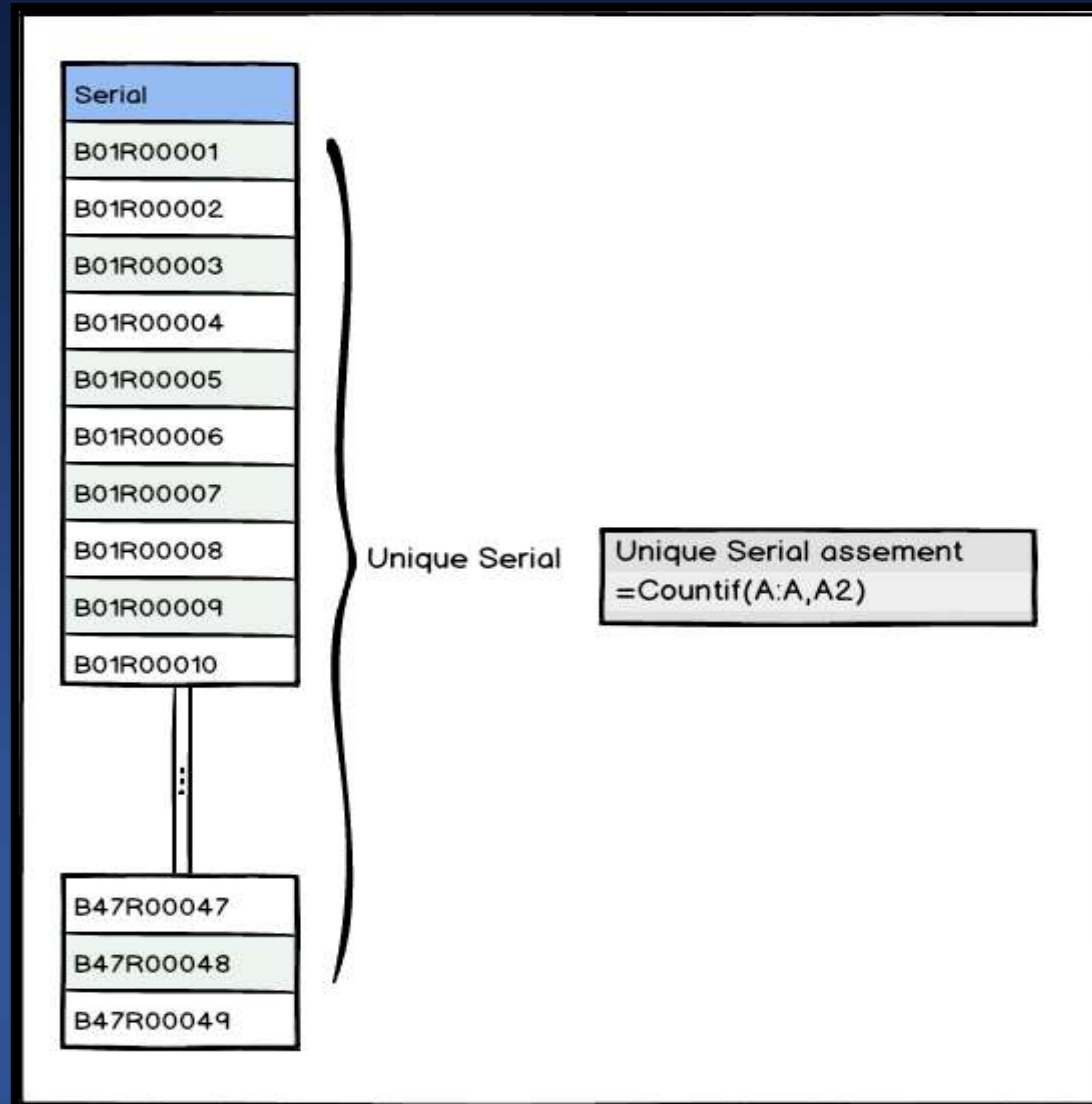 Serial
B01R00001
B01R00002
B01R00003
B01R00004
B01R00005
B01R00006
B01R00007
B01R00008
B01R00009
B01R00010
...
B47R00047
B47R00048
B47R00049
Unique Serial
Unique Serial assement
=Countif(A:A,A2)